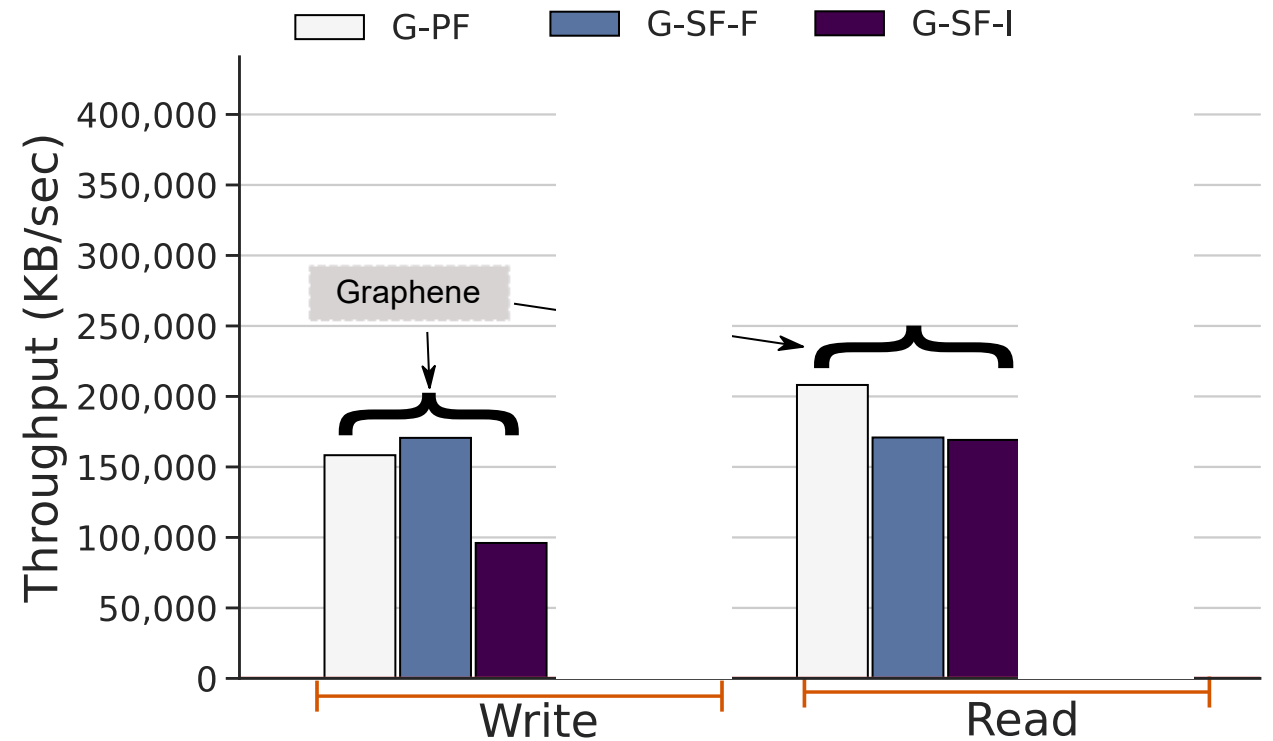 G-PF G-SF-F G-SF-I
Throughput (KB/sec)
400,000
350,000
300,000
250,000
200,000
150,000
100,000
50,000
0
Graphene
Write Read